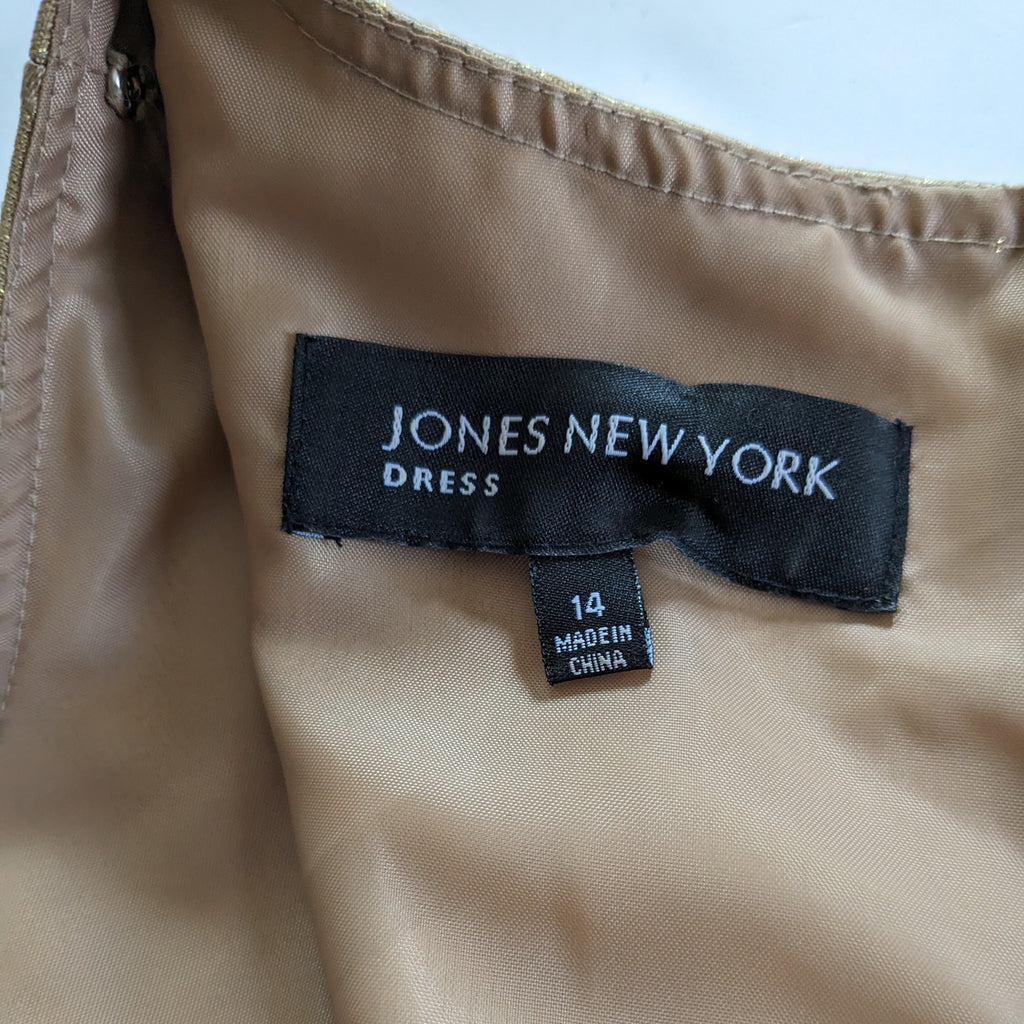 JONES NEW YORK
DRESS
14
MADE IN
CHINA